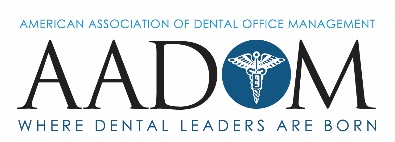 AMERICAN ASSOCIATION OF DENTAL OFFICE MANAGEMENT
AADOM
WHERE DENTAL LEADERS ARE BORN